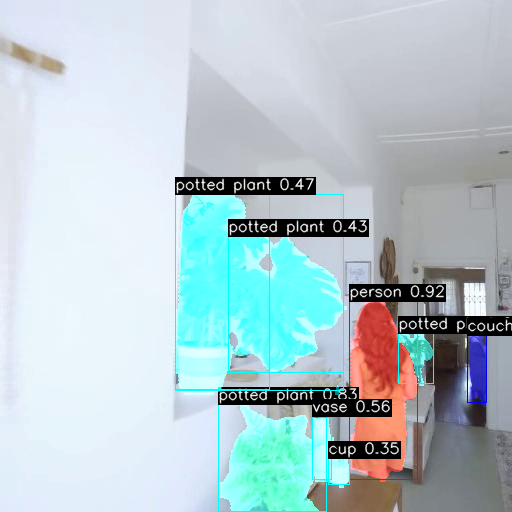 potted plant 0.47
potted plant 0.43
person 0.92
potted p
couch
potted plant 0.83
vase 0.56
cup 0.35